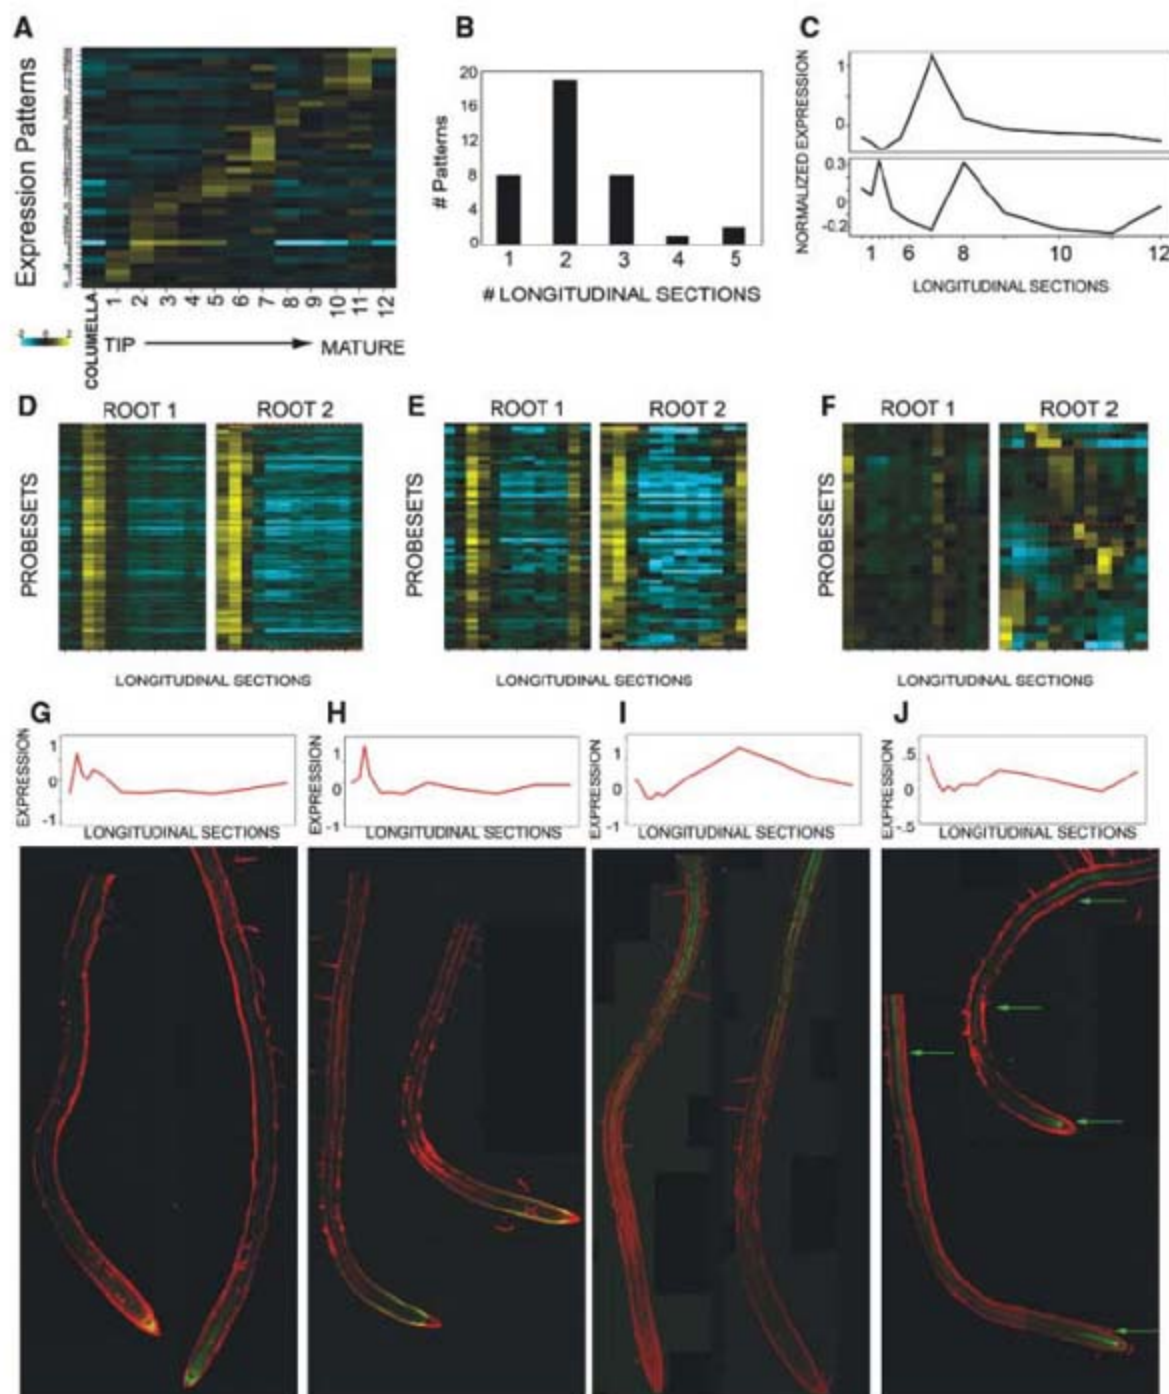 A
Expression Patterns
-2 0 2
COLUMELLA
1 2 3 4 5 6 7 8 9 10 11 12
TIP
MATURE
B
# Patterns
20
16
12
8
4
0
1 2 3 4 5
# LONGITUDINAL SECTIONS
C
NORMALIZED EXPRESSION
1
0
0.3
0
-0.2
1 6 8 10 12
LONGITUDINAL SECTIONS
D
ROOT 1 ROOT 2
PROBESETS
LONGITUDINAL SECTIONS
E
ROOT 1 ROOT 2
PROBESETS
LONGITUDINAL SECTIONS
F
ROOT 1 ROOT 2
PROBESETS
LONGITUDINAL SECTIONS
G
EXPRESSION
1
0
-1
LONGITUDINAL SECTIONS
H
EXPRESSION
1
0
-1
LONGITUDINAL SECTIONS
I
EXPRESSION
1
0
-1
LONGITUDINAL SECTIONS
J
EXPRESSION
.5
0
-.5
LONGITUDINAL SECTIONS